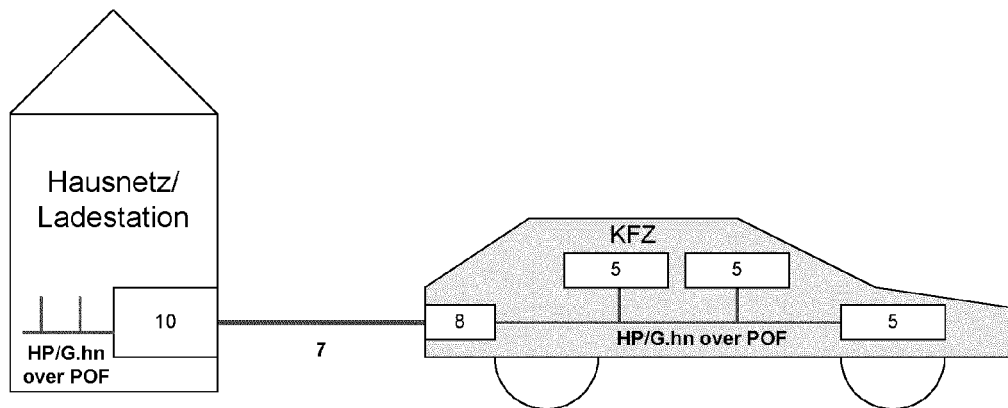 Hausnetz/
Ladestation
10
HP/G.hn
over POF
7
KFZ
5
5
8
5
HP/G.hn over POF